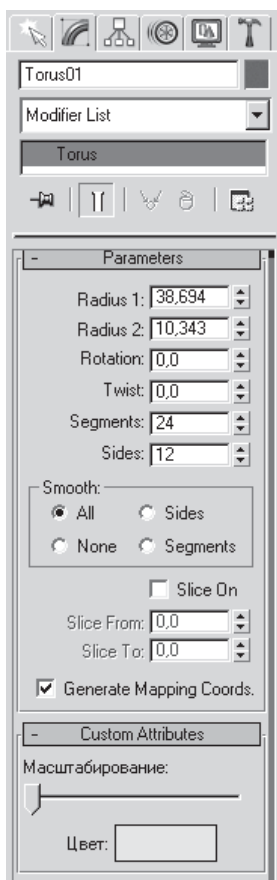 Torus01
Modifier List
Torus
- Parameters
Radius 1: 38,694
Radius 2: 10,343
Rotation: 0,0
Twist: 0,0
Segments: 24
Sides: 12
Smooth:
All Sides
None Segments
Slice On
Slice From: 0,0
Slice To: 0,0
Generate Mapping Coords.
- Custom Attributes
Масштабирование:
Цвет: